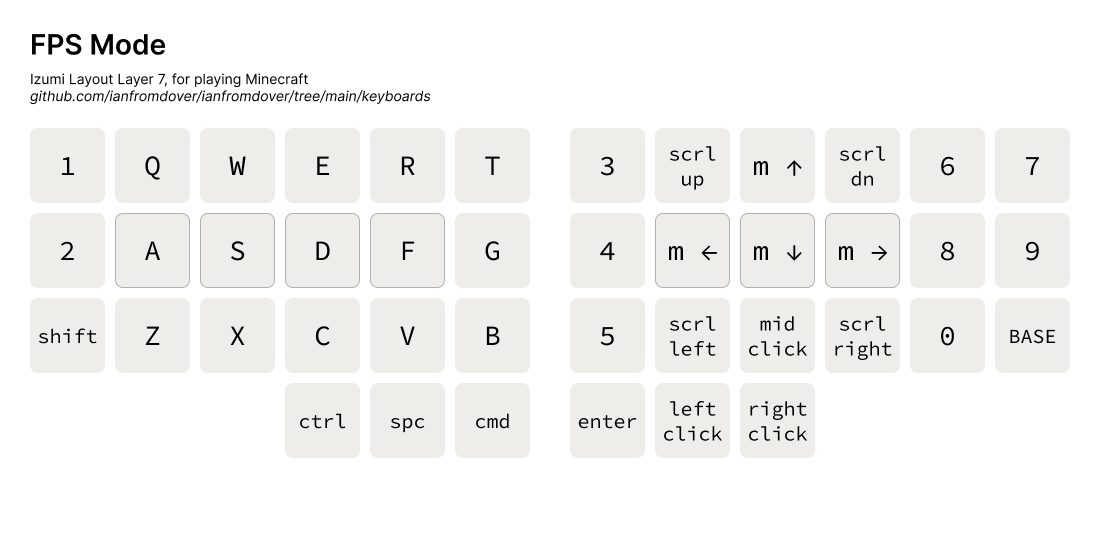 FPS Mode
Izumi Layout Layer 7, for playing Minecraft
github.com/ianfromdover/ianfromdover/tree/main/keyboards
1 Q W E R T 3 scrl up m ↑ scrl dn 6 7
2 A S D F G 4 m ← m ↓ m → 8 9
shift Z X C V B 5 scrl left mid click scrl right 0 BASE
ctrl spc cmd enter left click right click